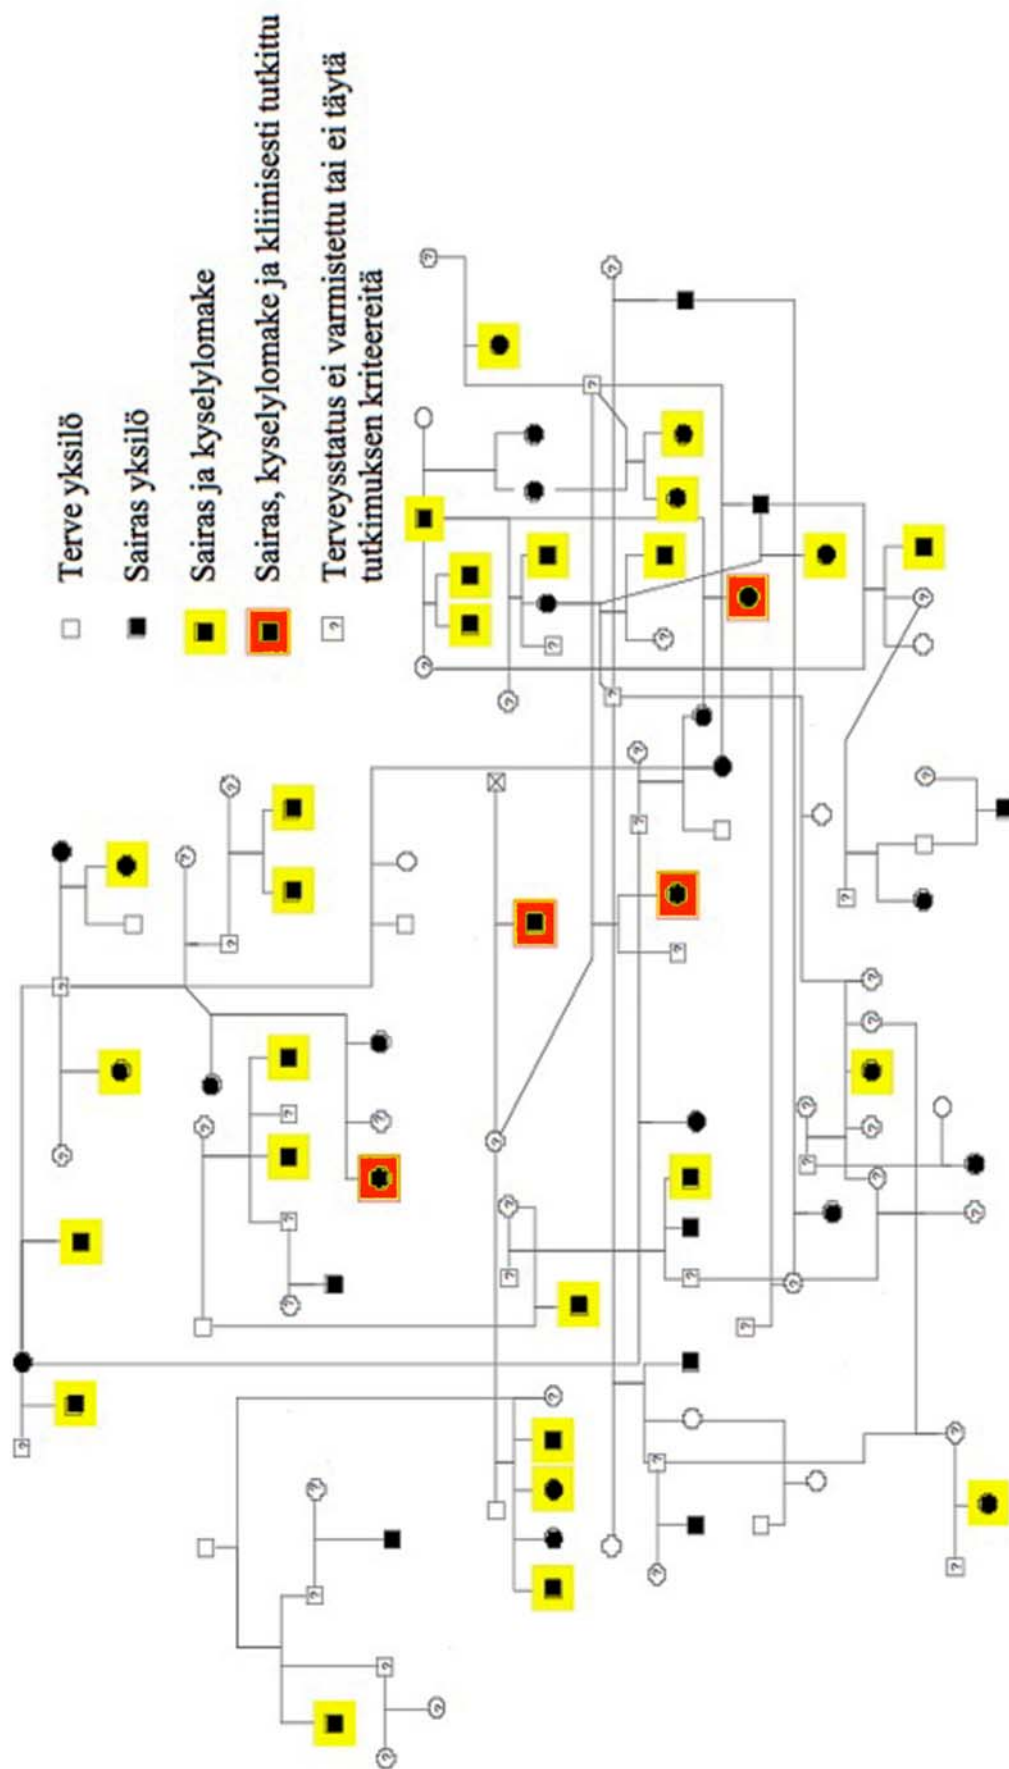 Terve yksilö
Sairas yksilö
Sairas ja kyselylomake
Sairas, kyselylomake ja kliinisesti tutkittu
Terveysstatus ei varmistettu tai ei täytä
tutkimuksen kriteereitä